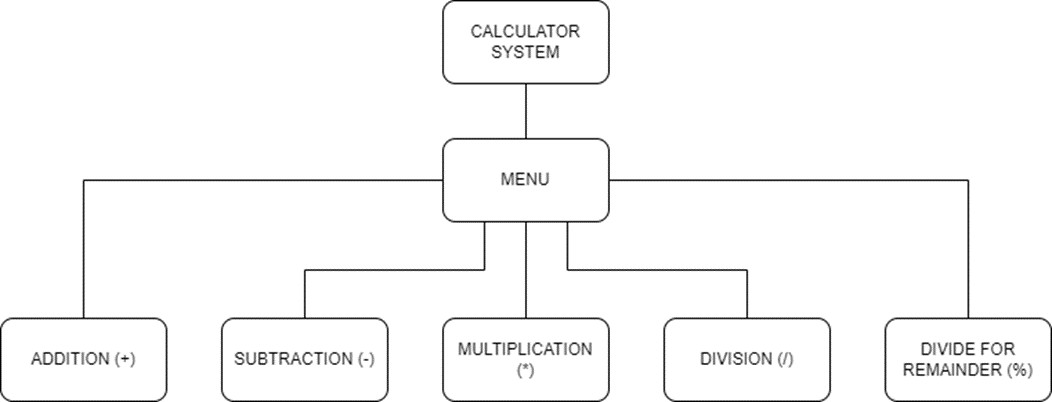 CALCULATOR
SYSTEM
MENU
ADDITION (+)
SUBTRACTION (-)
MULTIPLICATION
(*)
DIVISION (/)
DIVIDE FOR
REMAINDER (%)